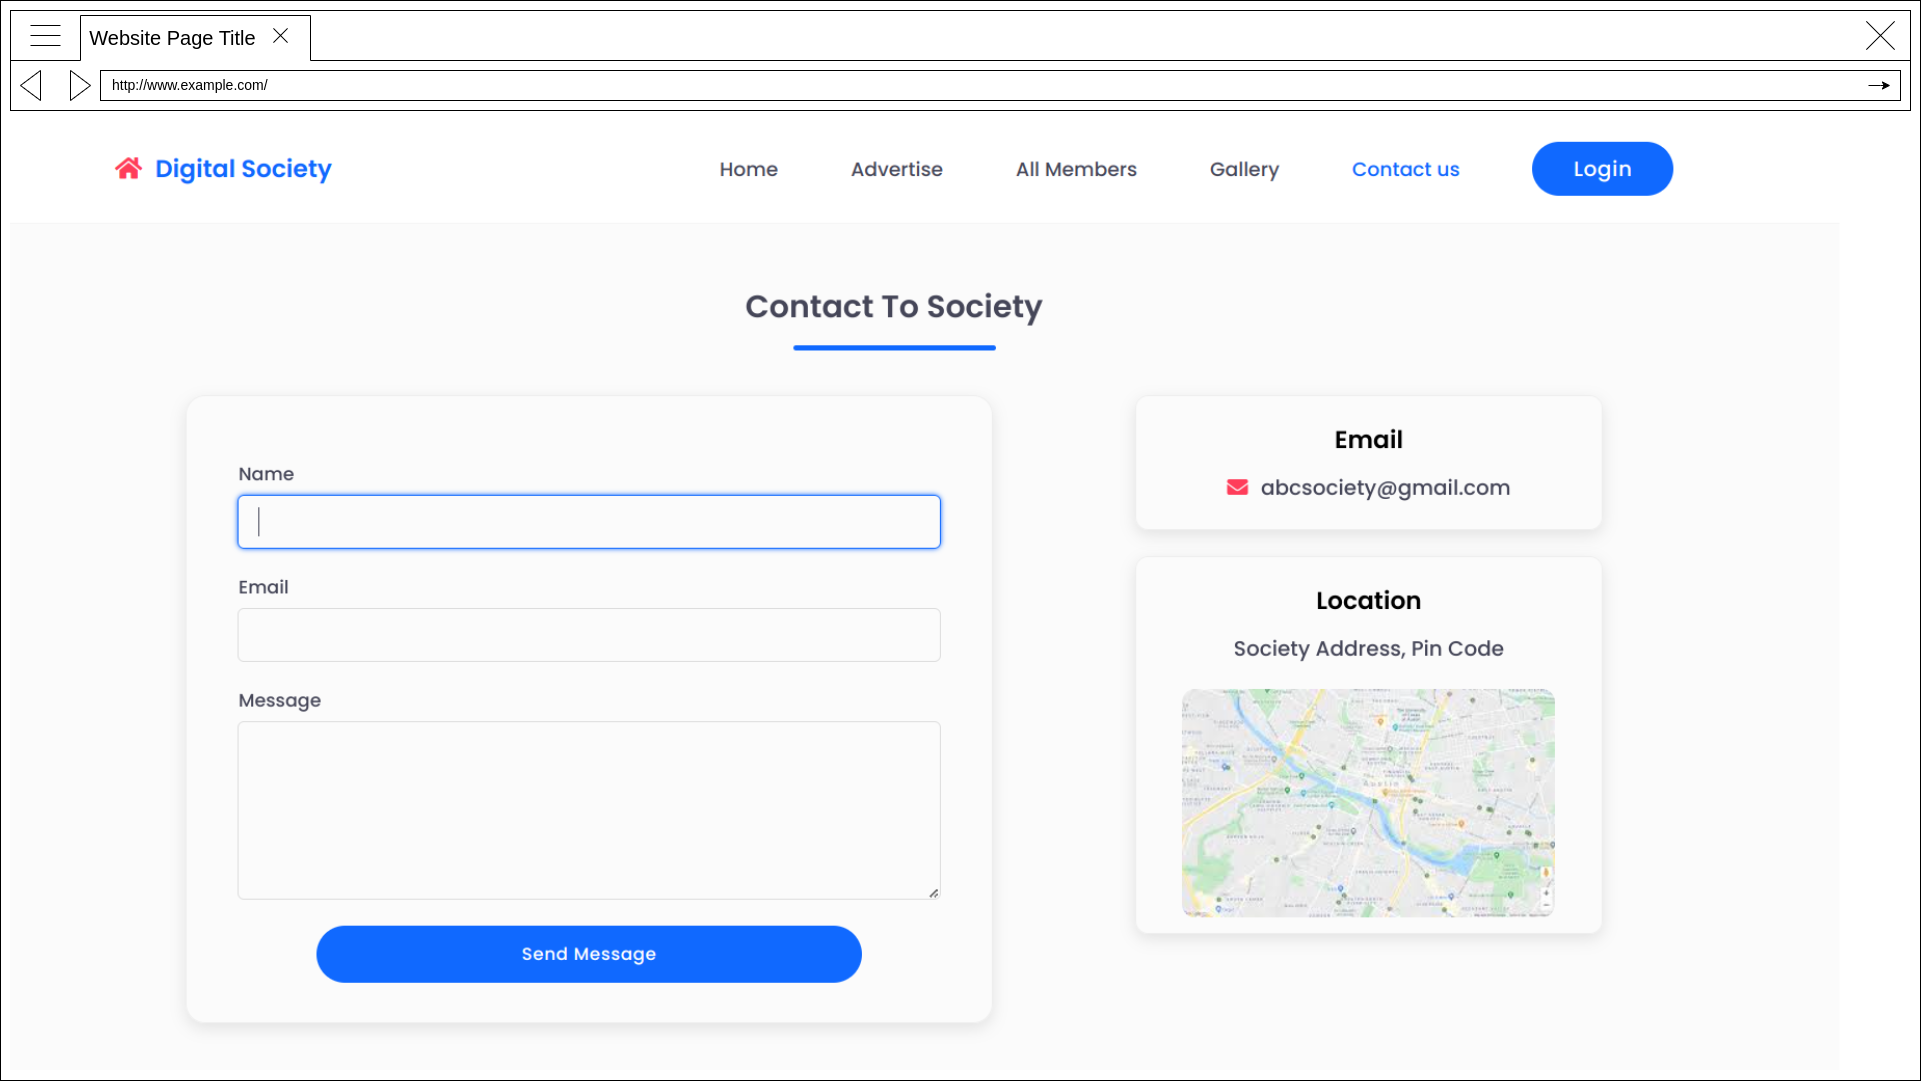 Website Page Title
http://www.example.com/
Digital Society
Home
Advertise
All Members
Gallery
Contact us
Login
Contact To Society
Name
Email
Message
Send Message
Email
abcsociety@gmail.com
Location
Society Address, Pin Code
Austin